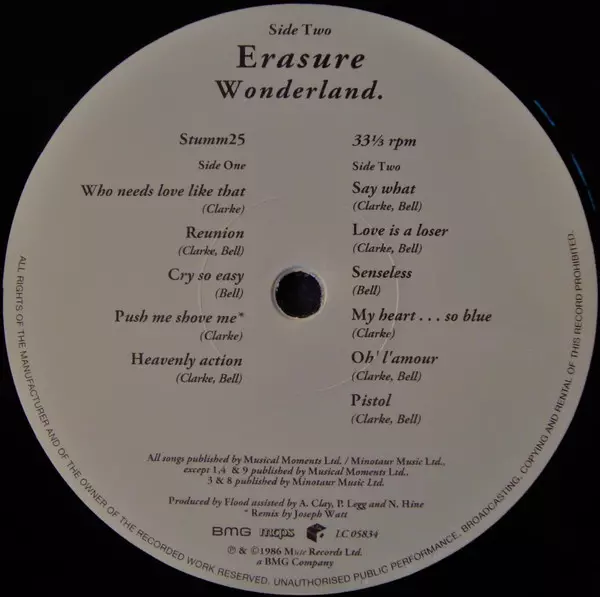 Side Two
Erasure
Wonderland.
Stumm25
Side One
Who needs love like that
(Clarke)
Reunion
(Clarke, Bell)
Cry so easy
(Bell)
Push me shove me*
(Clarke)
Heavenly action
(Clarke, Bell)
33⅓ rpm
Side Two
Say what
(Clarke, Bell)
Love is a loser
(Clarke, Bell)
Senseless
(Bell)
My heart . . . so blue
(Clarke)
Oh' l'amour
(Clarke, Bell)
Pistol
(Clarke, Bell)
All songs published by Musical Moments Ltd. / Minotaur Music Ltd.,
except 1,4 & 9 published by Musical Moments Ltd.,
3 & 8 published by Minotaur Music Ltd.
Produced by Flood assisted by A. Clay, P. Legg and N. Hine
* Remix by Joseph Watt
BMG mcps LC 05834
℗ & ©1986 Mute Records Ltd.
a BMG Company
ALL RIGHTS OF THE MANUFACTURER AND OF THE OWNER OF THE RECORDED WORK RESERVED. UNAUTHORISED PUBLIC PERFORMANCE, BROADCASTING, COPYING AND RENTAL OF THIS RECORD PROHIBITED.